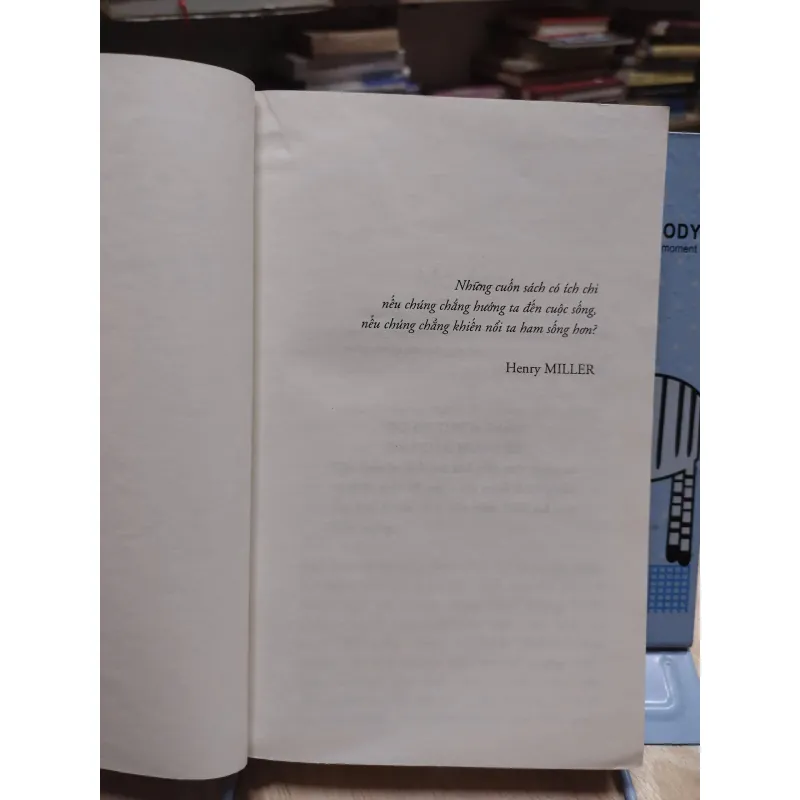 Những cuốn sách có ích chi
nếu chúng chẳng hướng ta đến cuộc sống,
nếu chúng chẳng khiến nổi ta ham sống hơn?
Henry MILLER
ODY
moment